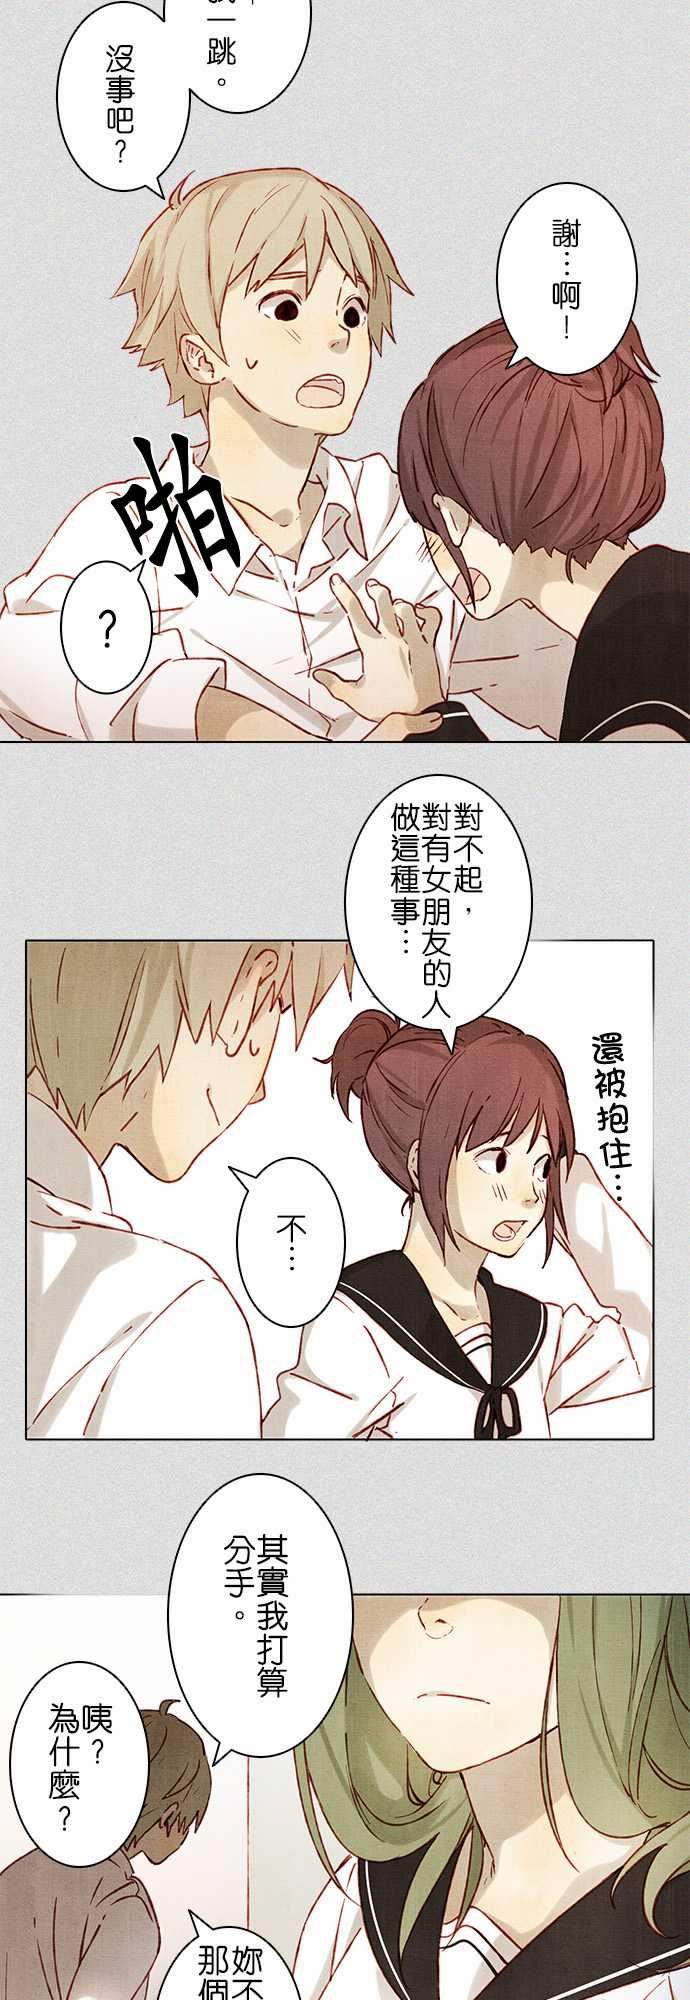 一跳。
沒事吧？
謝…啊！
啪
？
對不起，
對有女朋友的人
做這種事…
還被抱住…
不…
其實我打算
分手。
咦？
為什麼？
妳不
那個